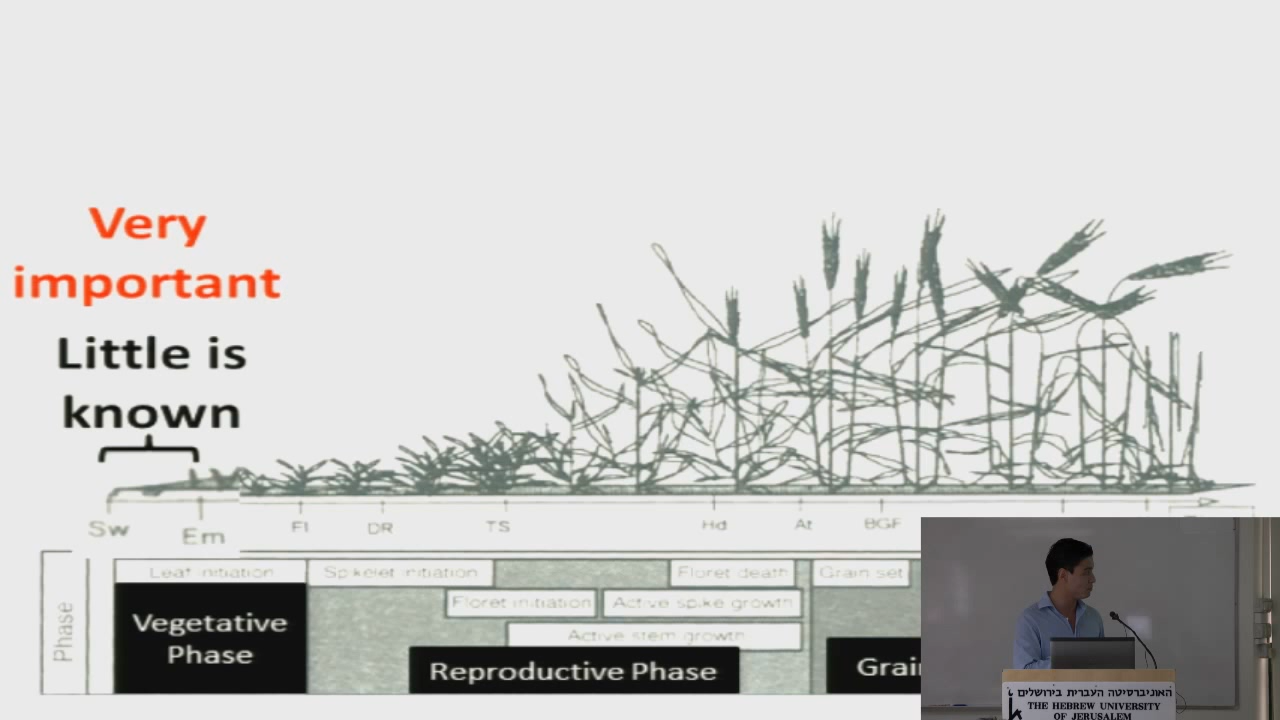 Very
important
Little is
known
Sw
Em
FI
DR
TS
Hd
At
BGF
Phase
Leaf initiation
Spikelet initiation
Floret death
Grain set
Floret initiation
Active spike growth
Active stem growth
Vegetative
Phase
Reproductive Phase
Grai
האוניברסיטה העברית בירושלים
THE HEBREW UNIVERSITY
OF JERUSALEM